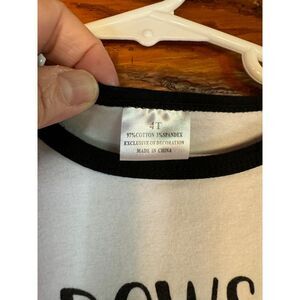 4T
97%COTTON 3%SPANDEX
EXCLUSIVE OF DECORATION
MADE IN CHINA